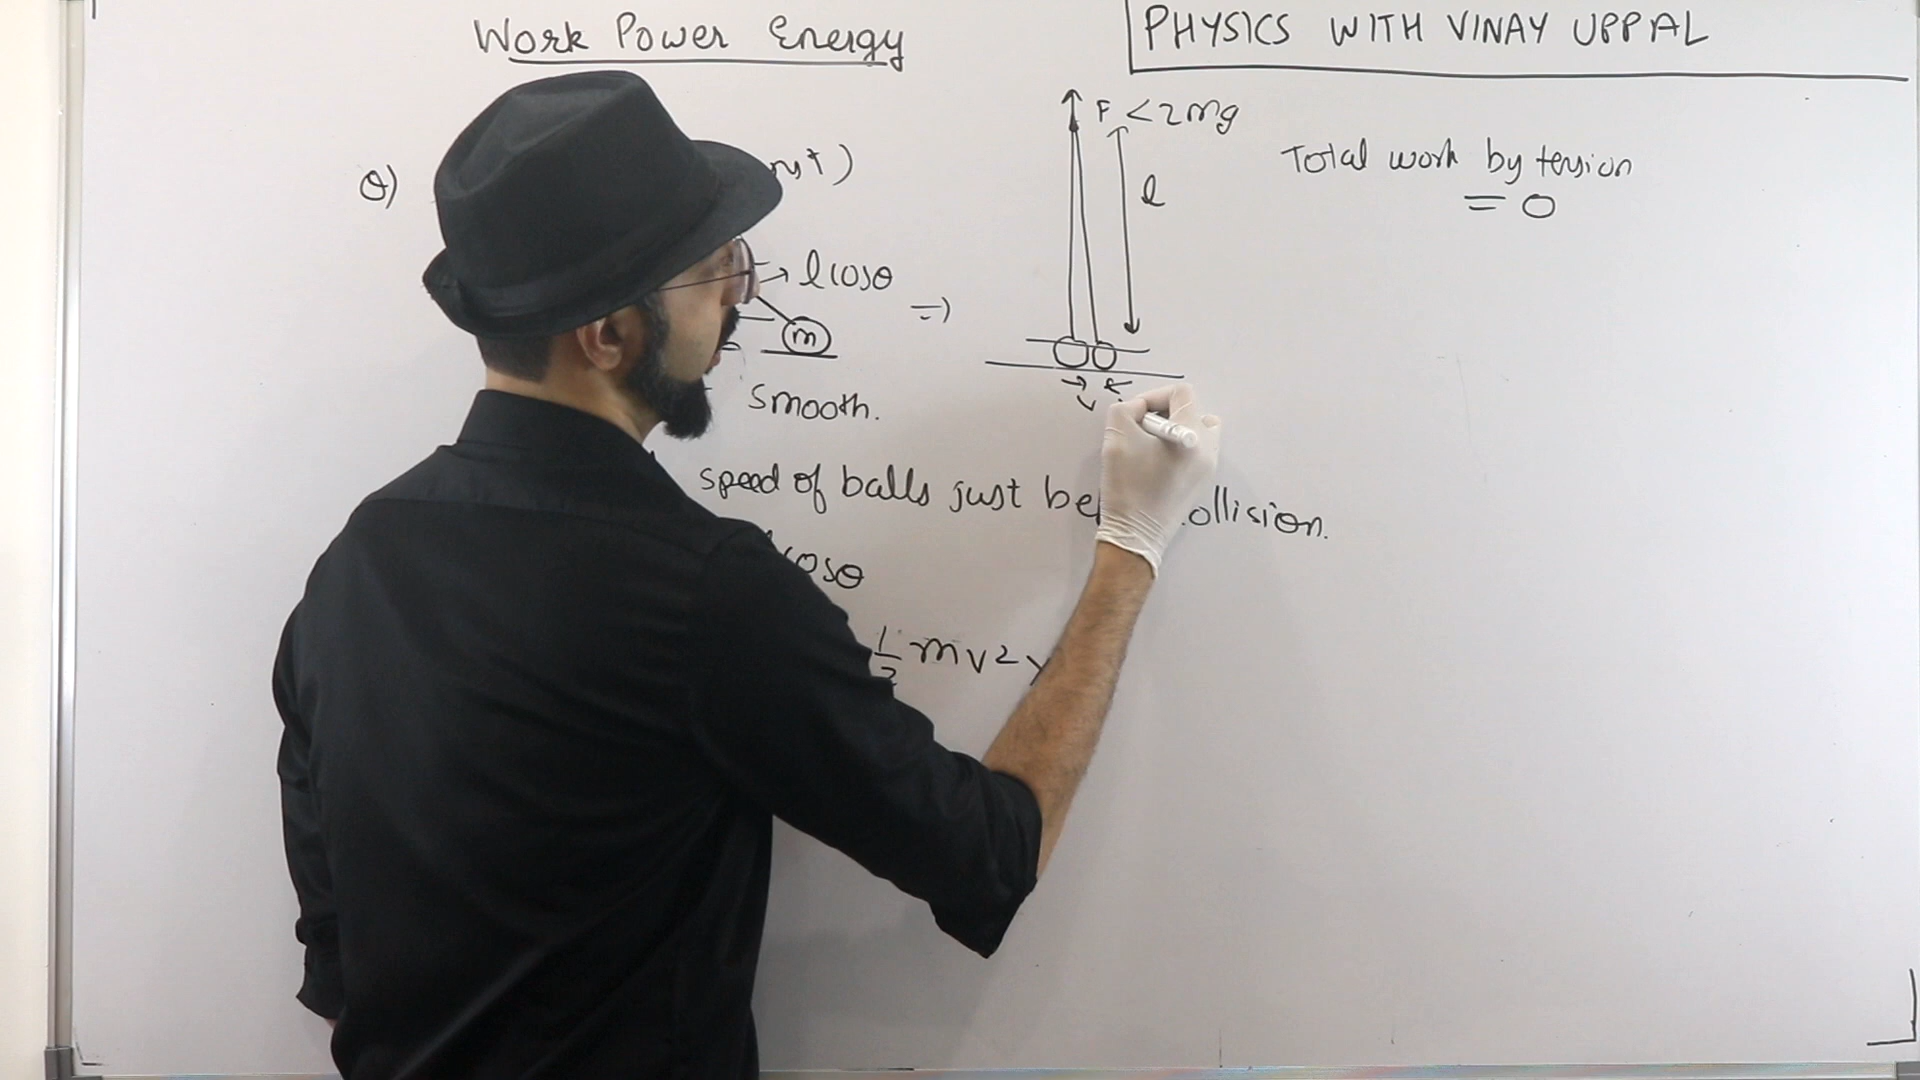 Work Power Energy
PHYSICS WITH VINAY UPPAL
F < 2mg
Total work by tension
= 0
Q)
l
l cosθ
=)
m
v
smooth.
speed of balls just
ollision.
cosθ
1/2 mv2